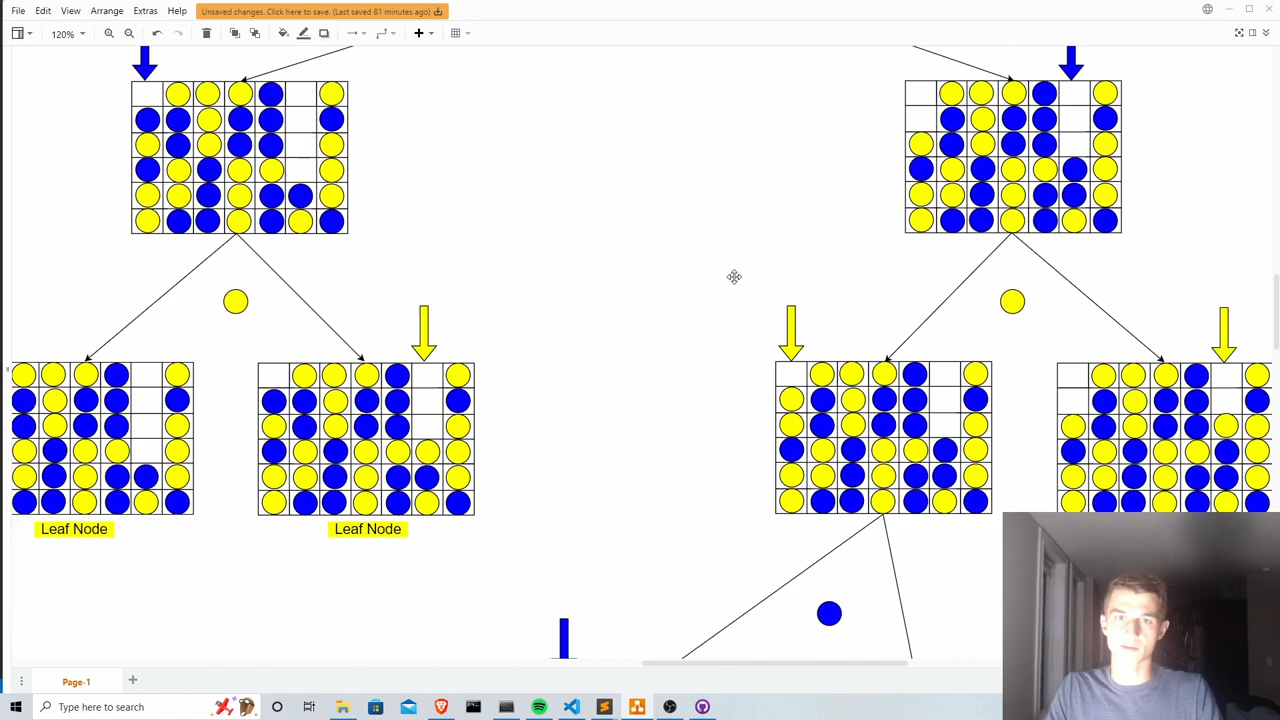 File Edit View Arrange Extras Help Unsaved changes. Click here to save. (Last saved 81 minutes ago)
120%
Leaf Node
Leaf Node
Page-1
Type here to search